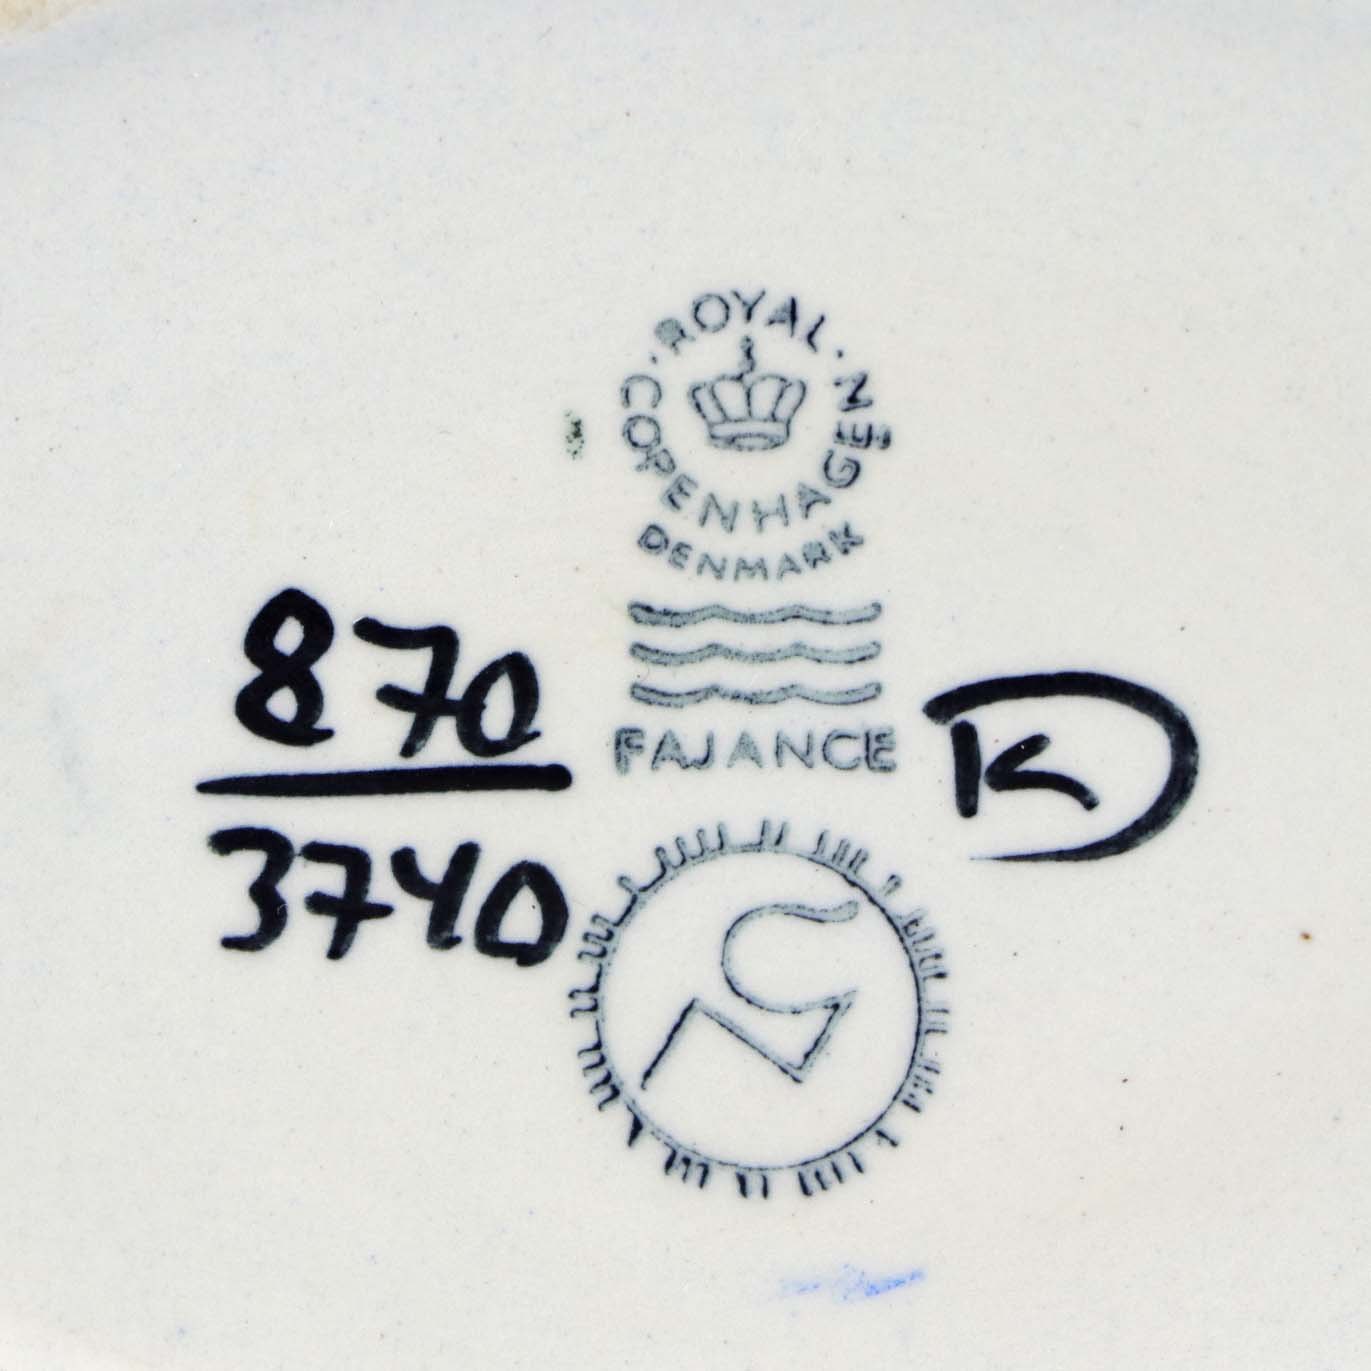 ROYAL
COPENHAGEN
DENMARK
FAJANCE
870
3740
K